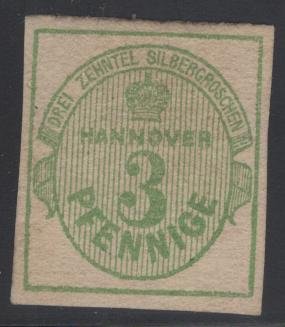 DREI ZEHNTEL SILBERGROSCHEN
HANNOVER
3
PFENNIGE